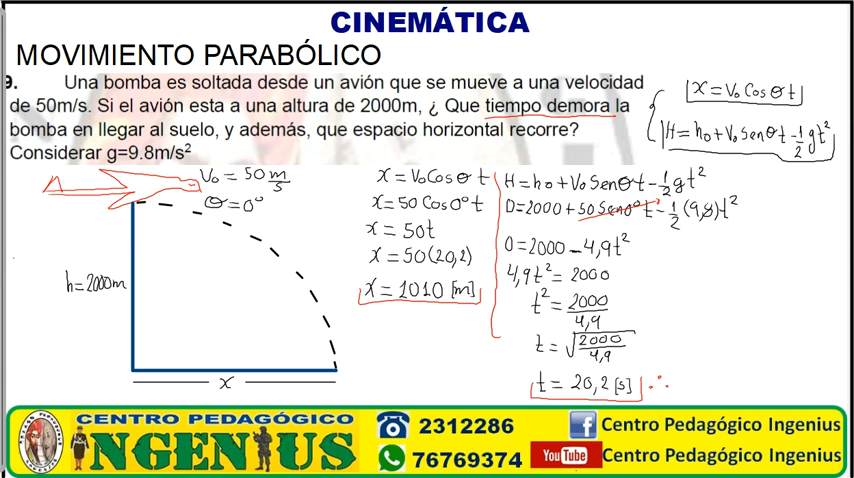 CINEMÁTICA
MOVIMIENTO PARABÓLICO
9. Una bomba es soltada desde un avión que se mueve a una velocidad
de 50m/s. Si el avión esta a una altura de 2000m, ¿ Que tiempo demora la
bomba en llegar al suelo, y además, que espacio horizontal recorre?
Considerar g=9.8m/s²
x = V₀ Cos θ t
H = h₀ + V₀ Sen θ t - 1/2 g t²
V₀ = 50 m/s
θ = 0°
h = 2000m
x
x = V₀ Cos θ t
x = 50 Cos 0° t
x = 50t
x = 50(20,2)
x = 1010 [m]
H = h₀ + V₀ Sen θ t - 1/2 g t²
0 = 2000 + 50 Sen 0° t - 1/2 (9,8) t²
0 = 2000 - 4,9t²
4,9t² = 2000
t² = 2000/4,9
t = √2000/4,9
t = 20,2 [s] ∴
CENTRO PEDAGÓGICO
INGENIUS
2312286
76769374
f Centro Pedagógico Ingenius
YouTube Centro Pedagógico Ingenius